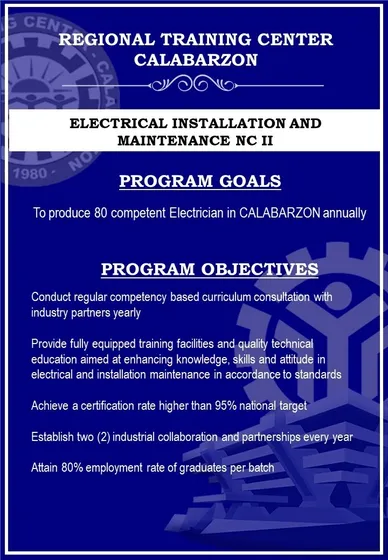 REGIONAL TRAINING CENTER
CALABARZON
ELECTRICAL INSTALLATION AND
MAINTENANCE NC II
PROGRAM GOALS
To produce 80 competent Electrician in CALABARZON annually
PROGRAM OBJECTIVES
Conduct regular competency based curriculum consultation with
industry partners yearly
Provide fully equipped training facilities and quality technical
education aimed at enhancing knowledge, skills and attitude in
electrical and installation maintenance in accordance to standards
Achieve a certification rate higher than 95% national target
Establish two (2) industrial collaboration and partnerships every year
Attain 80% employment rate of graduates per batch
1980